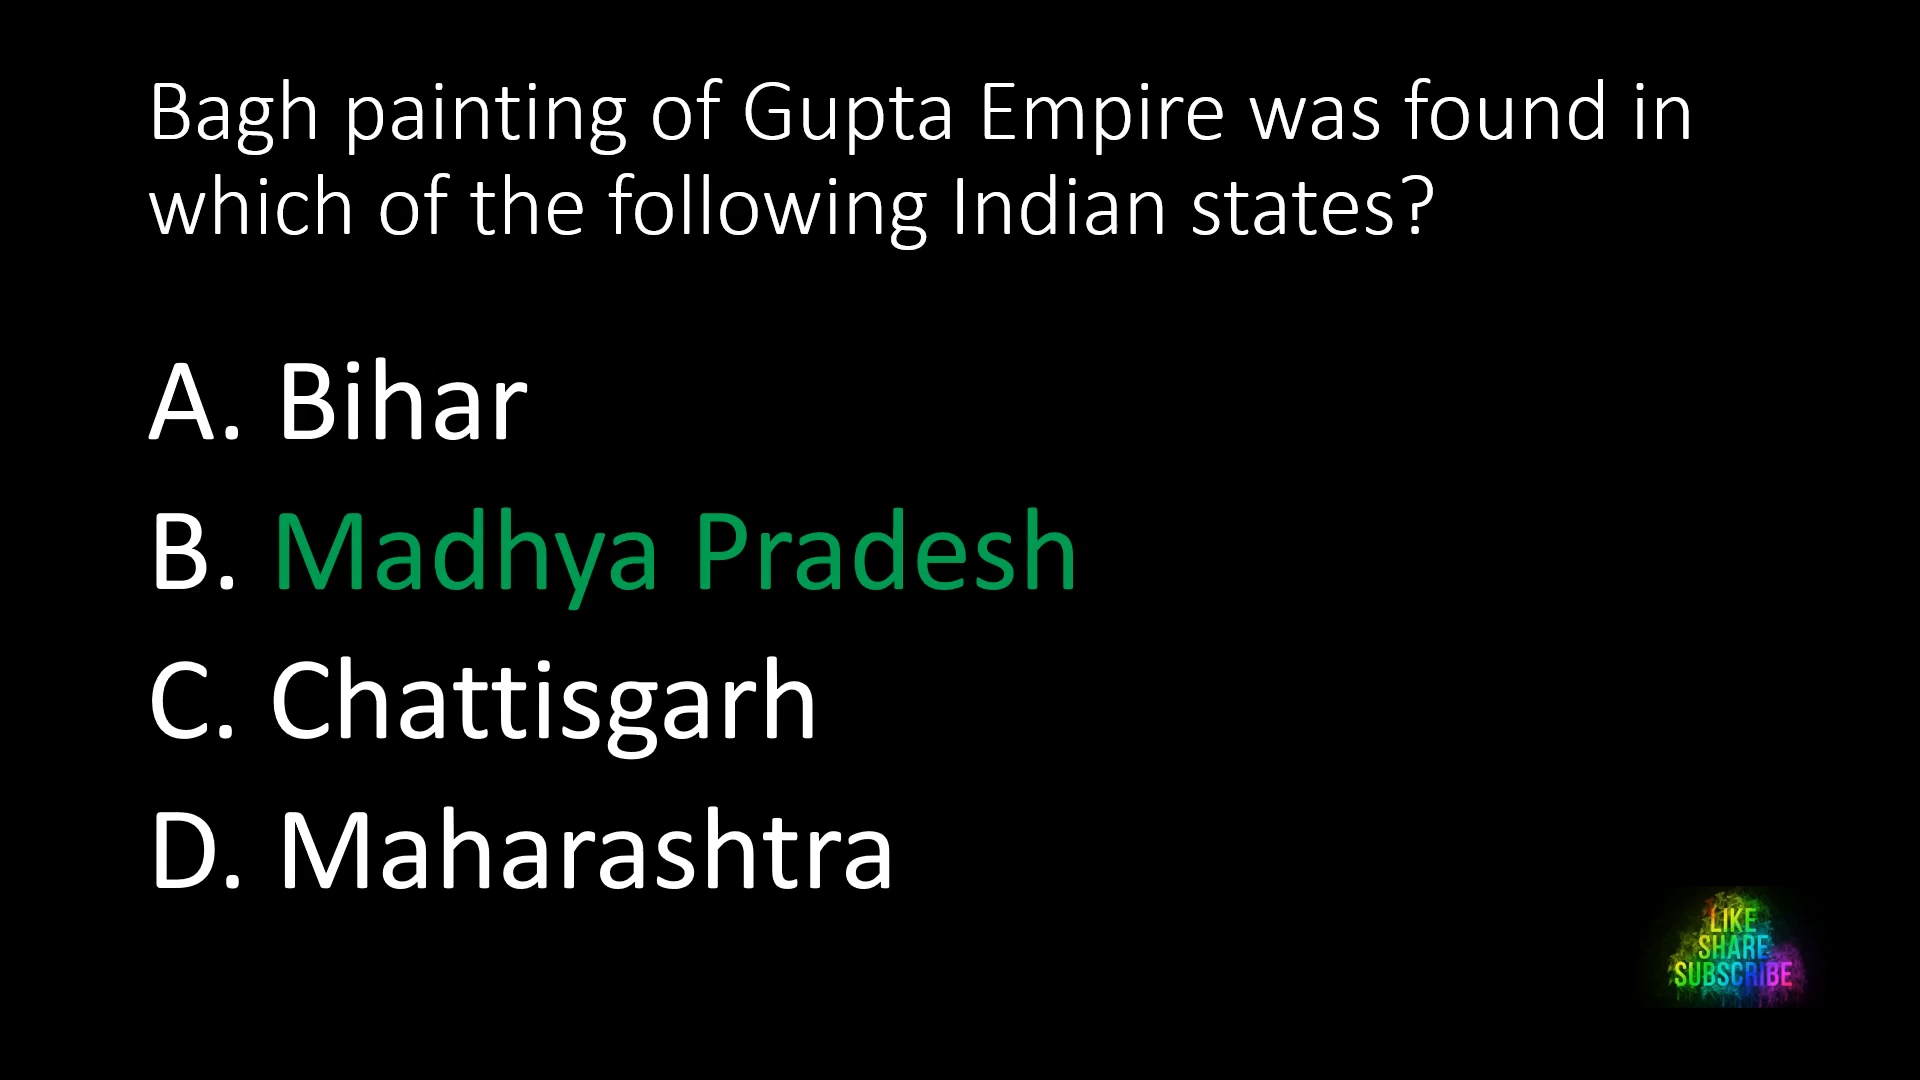 Bagh painting of Gupta Empire was found in
which of the following Indian states?
A. Bihar
B. Madhya Pradesh
C. Chattisgarh
D. Maharashtra
LIKE
SHARE
SUBSCRIBE